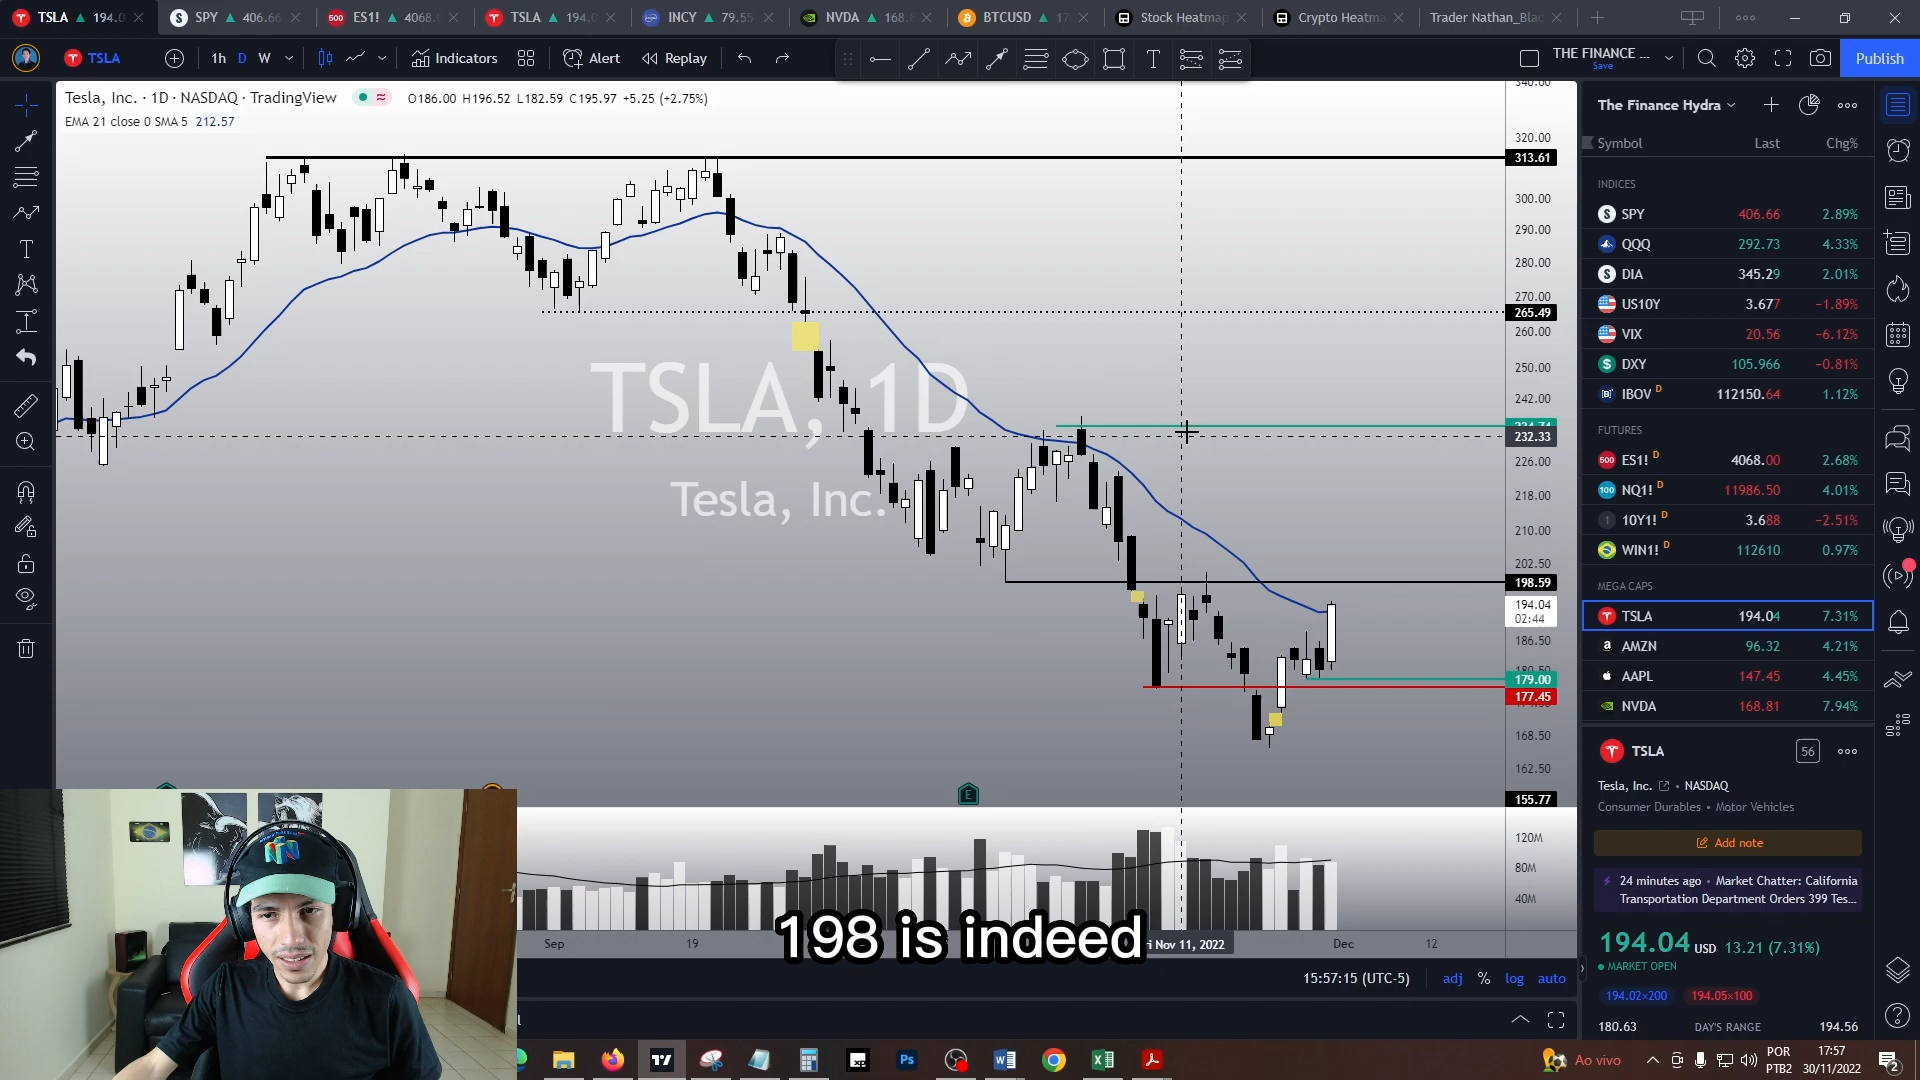 TSLA 194.0
SPY 406.66
ES1! 4068.0
TSLA 194.0
INCY 79.55
NVDA 168.8
BTCUSD 17
Stock Heatmap
Crypto Heatma
Trader Nathan_Bla
TSLA
1h D W
Indicators
Alert
Replay
THE FINANCE ...
Save
Publish
Tesla, Inc. · 1D · NASDAQ · TradingView
O186.00 H196.52 L182.59 C195.97 +5.25 (+2.75%)
EMA 21 close 0 SMA 5 212.57
TSLA, 1D
Tesla, Inc.
340.00
320.00
313.61
300.00
290.00
280.00
270.00
265.49
260.00
250.00
242.00
234.74
232.33
226.00
218.00
210.00
202.50
198.59
194.04
02:44
186.50
180.50
179.00
177.45
168.50
162.50
155.77
120M
80M
40M
E
Sep
19
ri Nov 11, 2022
Dec
12
198 is indeed
15:57:15 (UTC-5)
adj % log auto
The Finance Hydra
Symbol Last Chg%
INDICES
SPY 406.66 2.89%
QQQ 292.73 4.33%
DIA 345.29 2.01%
US10Y 3.677 −1.89%
VIX 20.56 −6.12%
DXY 105.966 −0.81%
IBOV D 112150.64 1.12%
FUTURES
ES1! D 4068.00 2.68%
NQ1! D 11986.50 4.01%
10Y1! D 3.688 −2.51%
WIN1! D 112610 0.97%
MEGA CAPS
TSLA 194.04 7.31%
AMZN 96.32 4.21%
AAPL 147.45 4.45%
NVDA 168.81 7.94%
TSLA
56
Tesla, Inc. · NASDAQ
Consumer Durables • Motor Vehicles
Add note
24 minutes ago • Market Chatter: California
Transportation Department Orders 399 Tes...
194.04 USD 13.21 (7.31%)
MARKET OPEN
194.02×200 194.05×100
180.63 DAY'S RANGE 194.56
Ao vivo
POR
PTB2
17:57
30/11/2022
2